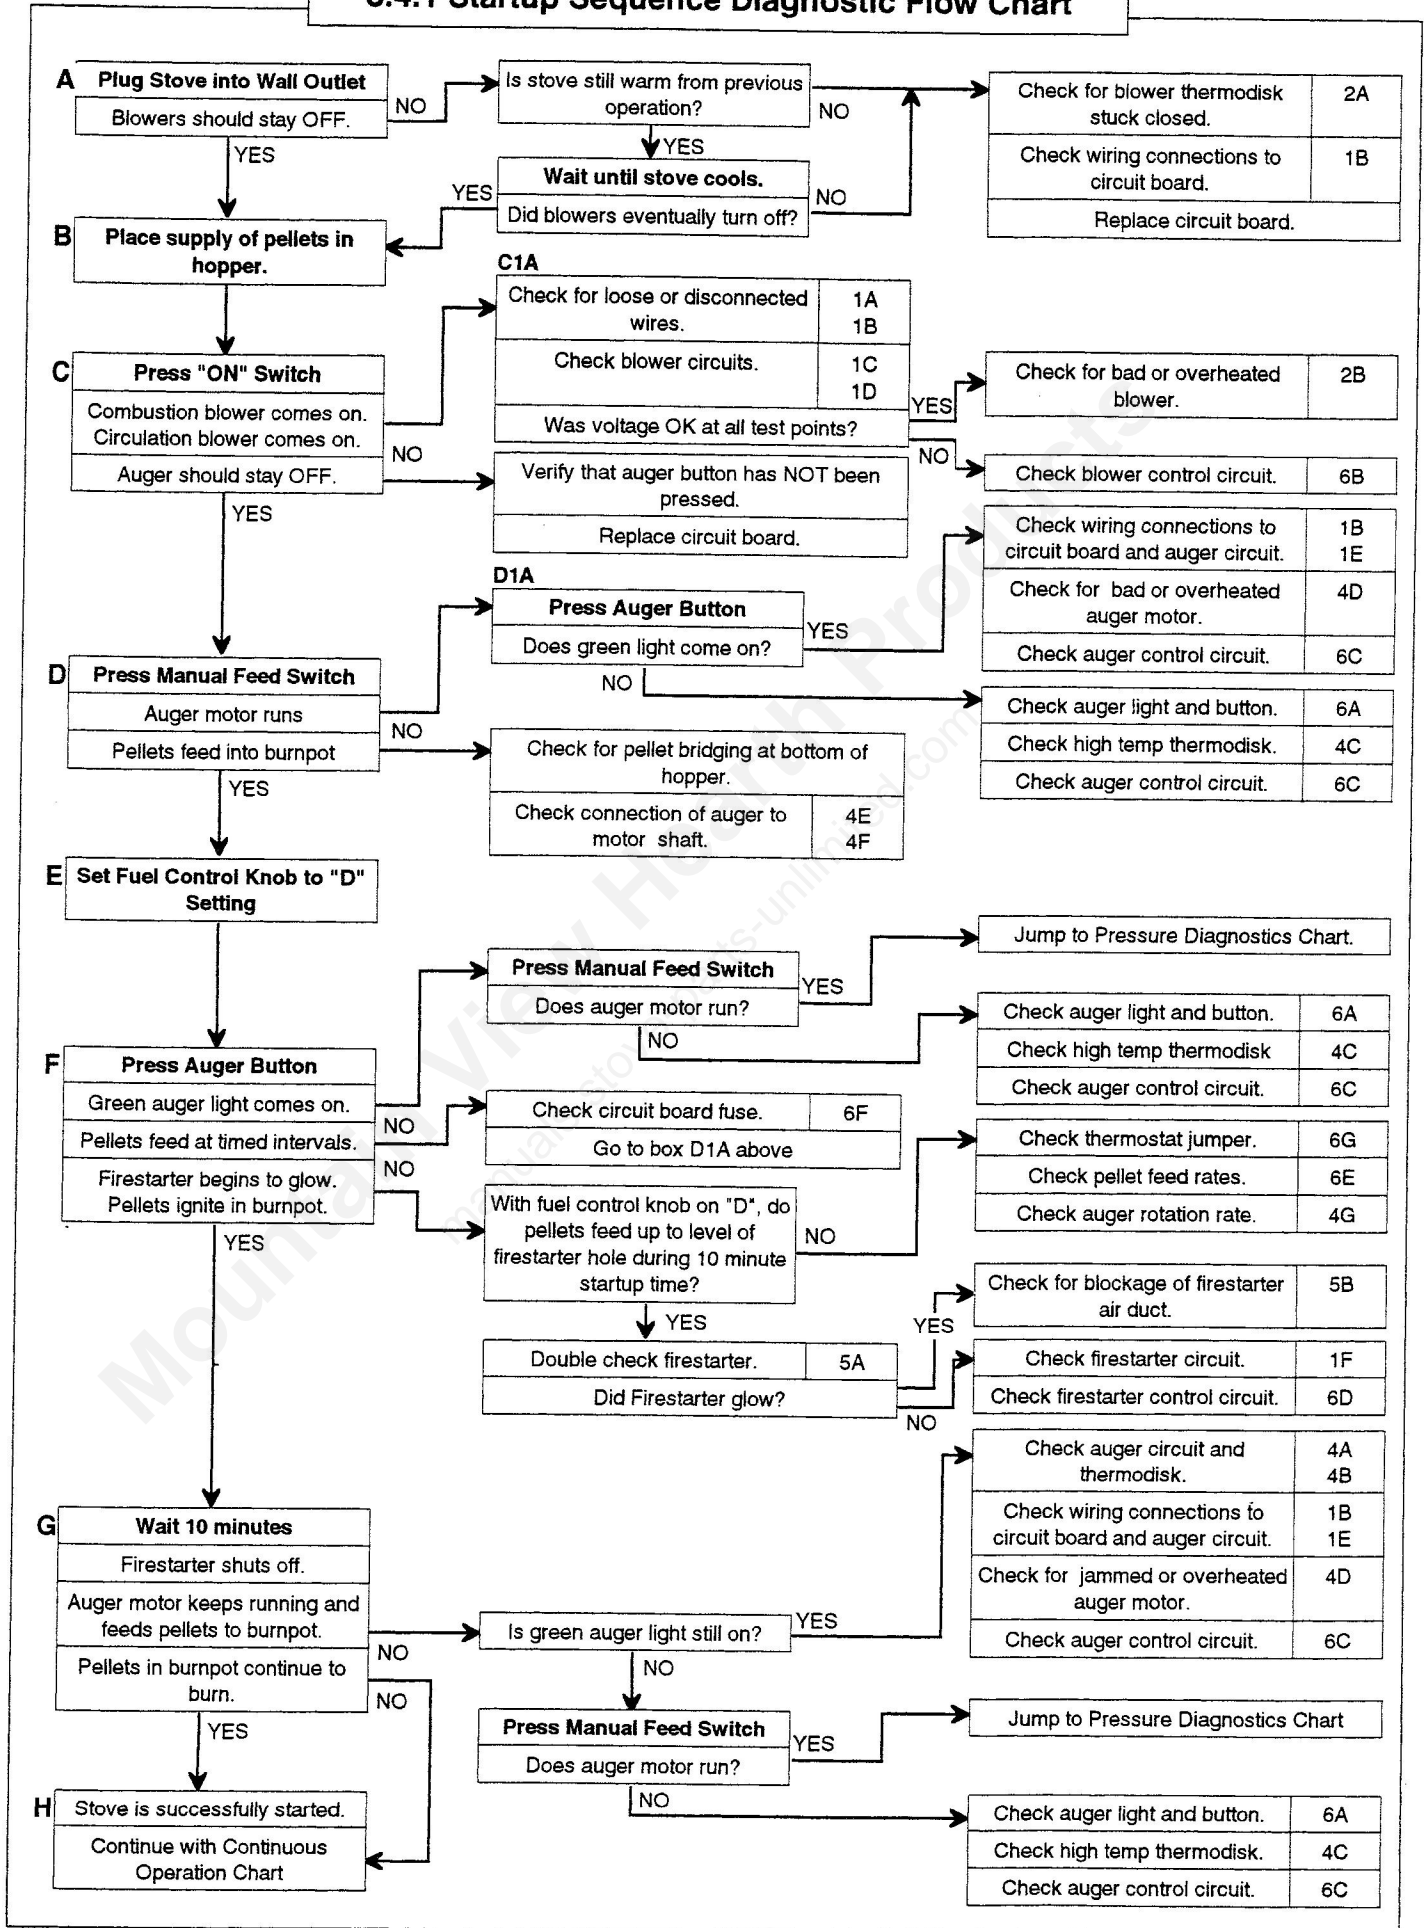 3.4.1 Startup Sequence Diagnostic Flow Chart
A
Plug Stove into Wall Outlet
Blowers should stay OFF.
NO
YES
Is stove still warm from previous
operation?
NO
YES
Wait until stove cools.
Did blowers eventually turn off?
YES
NO
Check for blower thermodisk
stuck closed.
2A
Check wiring connections to
circuit board.
1B
Replace circuit board.
B
Place supply of pellets in
hopper.
C
Press "ON" Switch
Combustion blower comes on.
Circulation blower comes on.
Auger should stay OFF.
NO
YES
C1A
Check for loose or disconnected
wires.
1A
1B
Check blower circuits.
1C
1D
Was voltage OK at all test points?
YES
NO
Check for bad or overheated
blower.
2B
Check blower control circuit.
6B
Verify that auger button has NOT been
pressed.
Replace circuit board.
D
Press Manual Feed Switch
Auger motor runs
Pellets feed into burnpot
NO
YES
D1A
Press Auger Button
Does green light come on?
YES
NO
Check wiring connections to
circuit board and auger circuit.
1B
1E
Check for bad or overheated
auger motor.
4D
Check auger control circuit.
6C
Check auger light and button.
6A
Check high temp thermodisk.
4C
Check auger control circuit.
6C
Check for pellet bridging at bottom of
hopper.
Check connection of auger to
motor shaft.
4E
4F
E
Set Fuel Control Knob to "D"
Setting
F
Press Auger Button
Green auger light comes on.
NO
Pellets feed at timed intervals.
NO
Firestarter begins to glow.
Pellets ignite in burnpot.
YES
Press Manual Feed Switch
Does auger motor run?
YES
NO
Jump to Pressure Diagnostics Chart.
Check auger light and button.
6A
Check high temp thermodisk
4C
Check auger control circuit.
6C
Check circuit board fuse.
6F
Go to box D1A above
With fuel control knob on "D", do
pellets feed up to level of
firestarter hole during 10 minute
startup time?
NO
YES
Check thermostat jumper.
6G
Check pellet feed rates.
6E
Check auger rotation rate.
4G
Double check firestarter.
5A
Did Firestarter glow?
YES
NO
Check for blockage of firestarter
air duct.
5B
Check firestarter circuit.
1F
Check firestarter control circuit.
6D
G
Wait 10 minutes
Firestarter shuts off.
Auger motor keeps running and
feeds pellets to burnpot.
NO
Pellets in burnpot continue to
burn.
NO
YES
Is green auger light still on?
YES
NO
Check auger circuit and
thermodisk.
4A
4B
Check wiring connections to
circuit board and auger circuit.
1B
1E
Check for jammed or overheated
auger motor.
4D
Check auger control circuit.
6C
Press Manual Feed Switch
Does auger motor run?
YES
NO
Jump to Pressure Diagnostics Chart
Check auger light and button.
6A
Check high temp thermodisk.
4C
Check auger control circuit.
6C
H
Stove is successfully started.
Continue with Continuous
Operation Chart
Mountain View Hearth Products